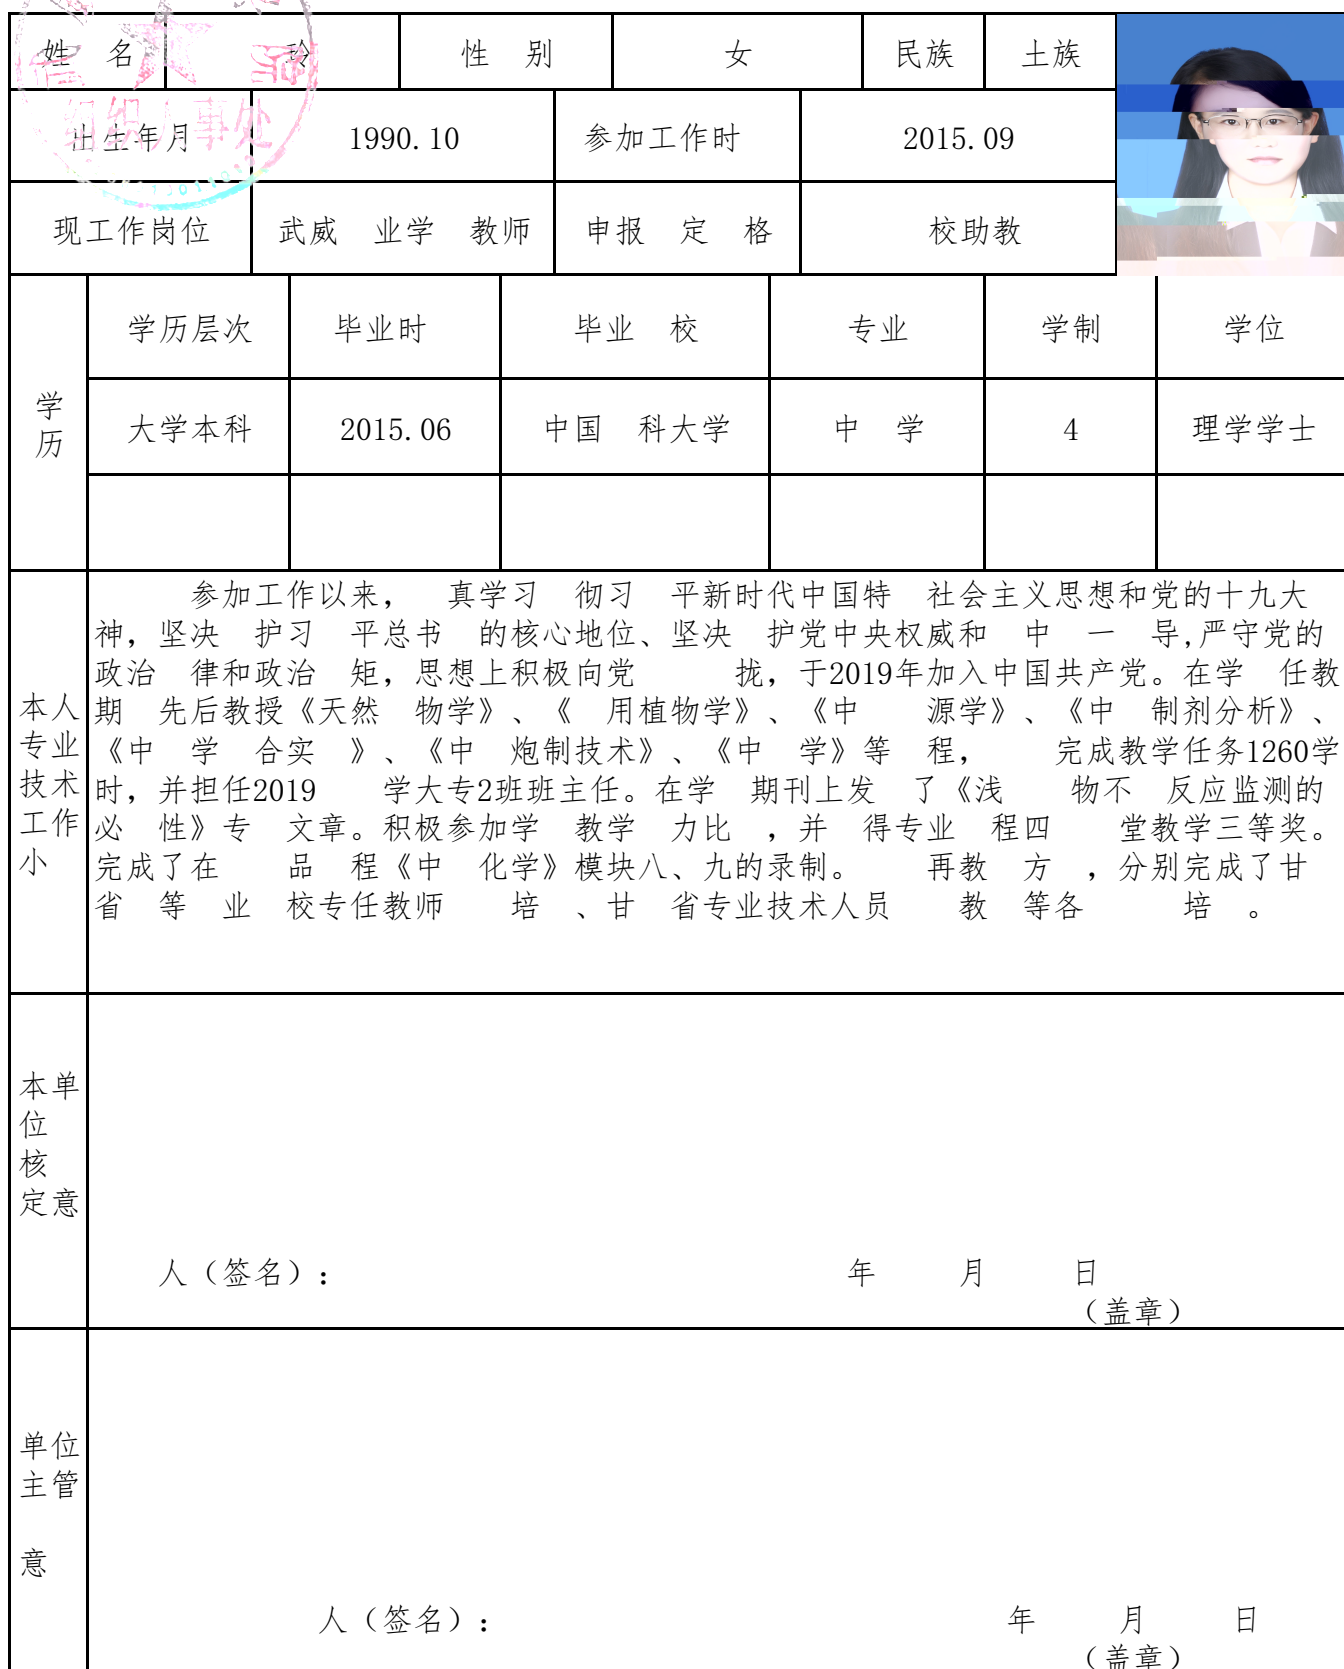 姓 名 玲 性 别 女 民族 土族
出生年月 1990.10 参加工作时 2015.09
组织人事处
现工作岗位 武威 业学 教师 申报 定 格 校助教
学历 学历层次 毕业时 毕业 校 专业 学制 学位
大学本科 2015.06 中国 科大学 中 学 4 理学学士
本人
专业
技术
工作
小
参加工作以来， 真学习 彻习 平新时代中国特 社会主义思想和党的十九大
神，坚决 护习 平总书 的核心地位、坚决 护党中央权威和 中 一 导,严守党的
政治 律和政治 矩，思想上积极向党 拢，于2019年加入中国共产党。在学 任教
期 先后教授《天然 物学》、《 用植物学》、《中 源学》、《中 制剂分析》、
《中 学 合实 》、《中 炮制技术》、《中 学》等 程， 完成教学任务1260学
时，并担任2019 学大专2班班主任。在学 期刊上发 了《浅 物不 反应监测的
必 性》专 文章。积极参加学 教学 力比 ，并 得专业 程四 堂教学三等奖。
完成了在 品 程《中 化学》模块八、九的录制。 再教 方 ，分别完成了甘
省 等 业 校专任教师 培 、甘 省专业技术人员 教 等各 培 。
本单
位
核
定意
人（签名）： 年 月 日
（盖章）
单位
主管
意
人（签名）： 年 月 日
（盖章）